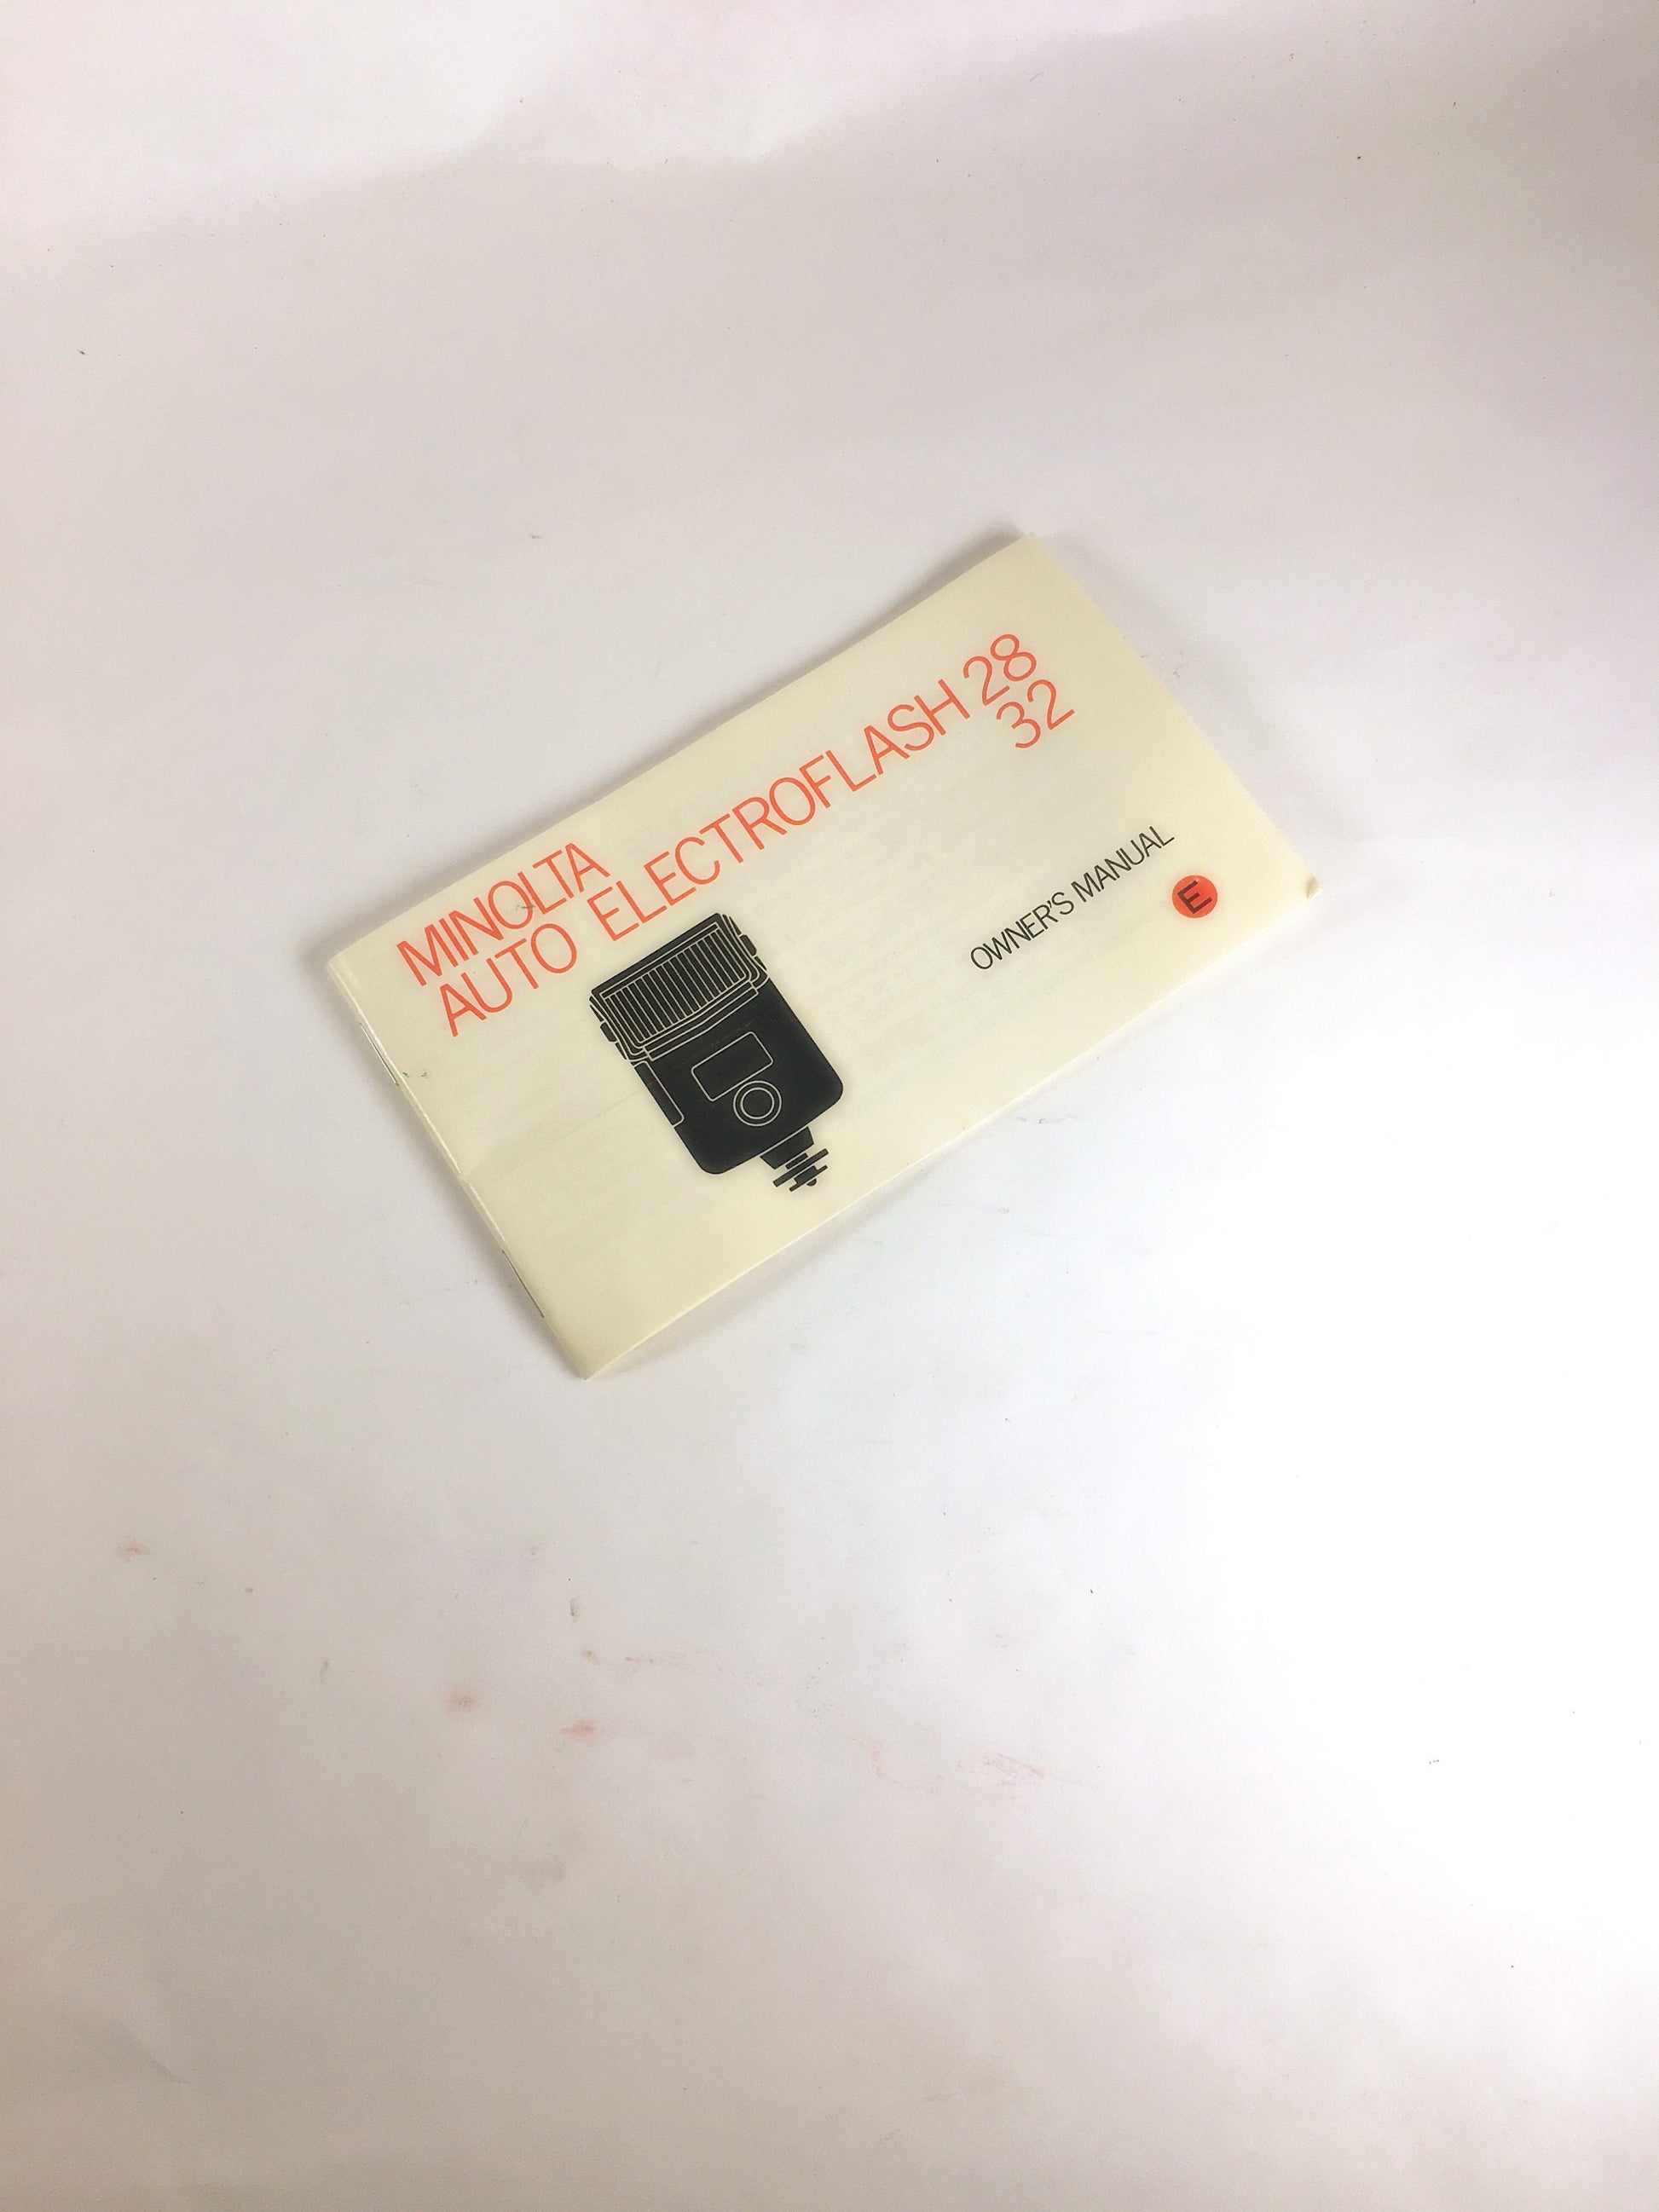 MINOLTA
AUTO ELECTROFLASH 28
32
OWNER'S MANUAL
E